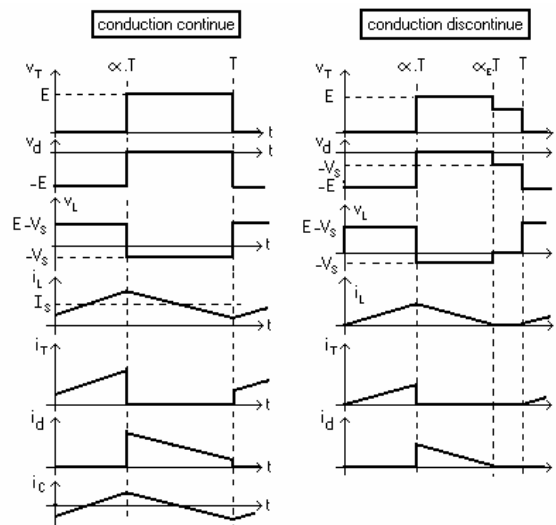 conduction continue
∝.T T
v_T
E
t
v_d
t
-E
v_L
E-V_S
-V_S
i_L
I_S
t
i_T
t
i_d
t
i_C
conduction discontinue
∝.T ∝_E.T T
v_T
E
v_d
-V_S
-E
v_L
E-V_S
-V_S
i_L
i_T
i_d